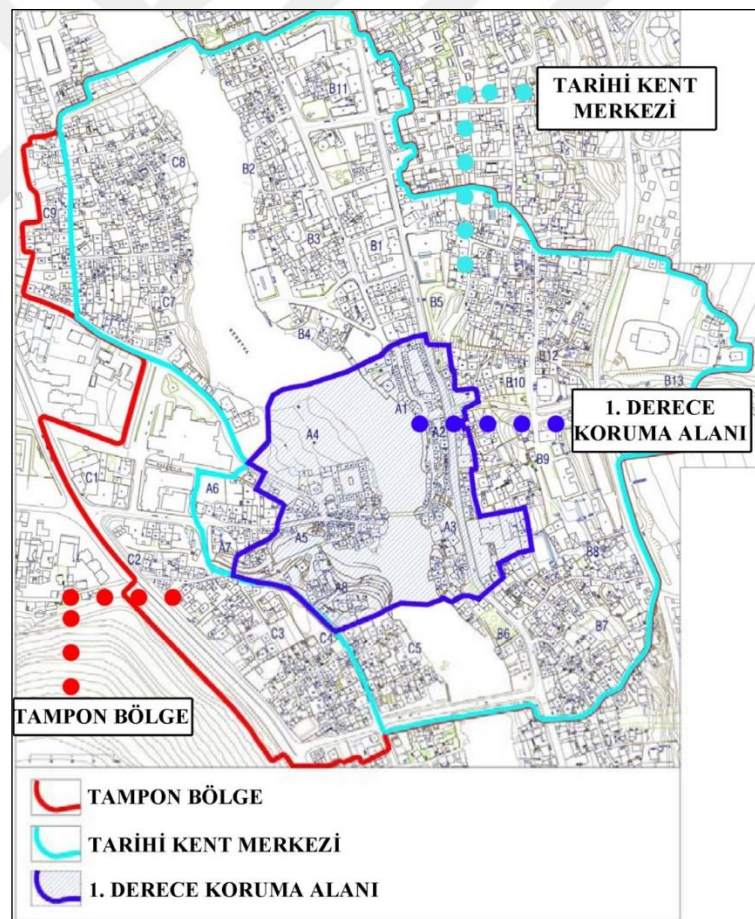 TARİHİ KENT
MERKEZİ
B11
C8
B2
C9
B3
B1
C7
B5
B4
B12
B13
B10
A1
A2
1. DERECE
KORUMA ALANI
A4
B9
C1
A6
A3
A7
A5
C2
B8
A8
C3
C4
C5
B6
B7
TAMPON BÖLGE
TAMPON BÖLGE
TARİHİ KENT MERKEZİ
1. DERECE KORUMA ALANI